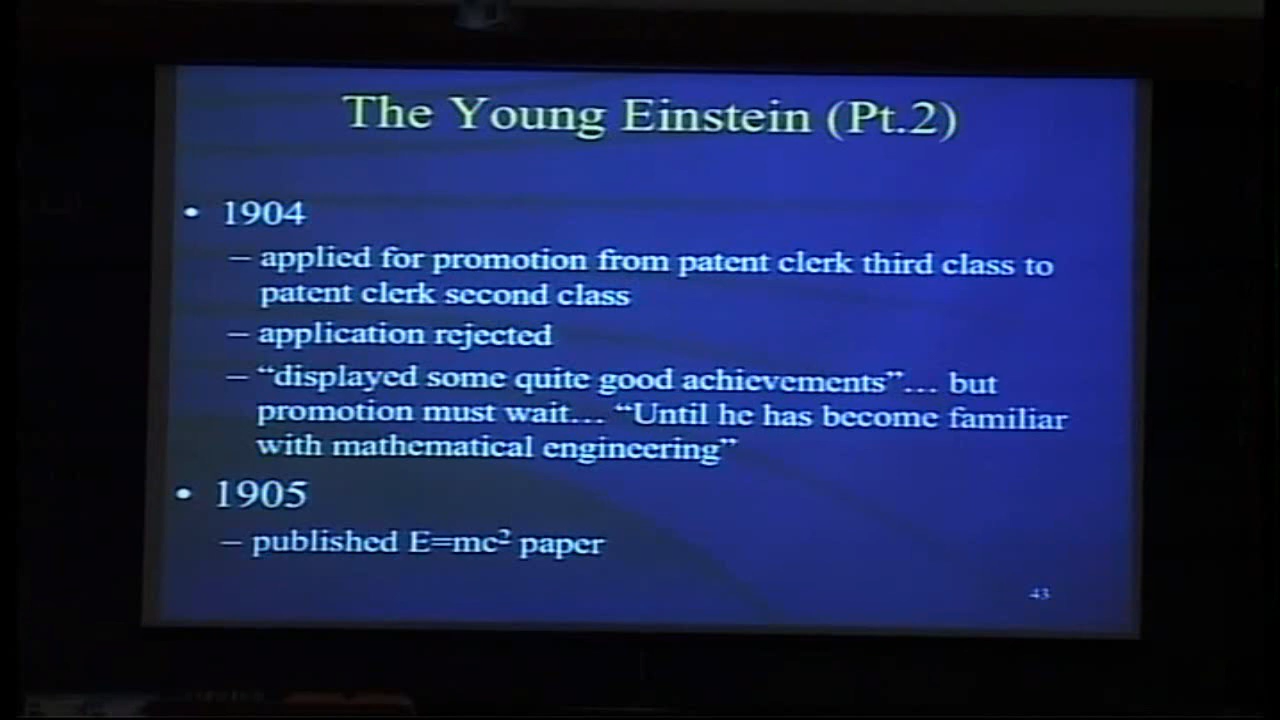 The Young Einstein (Pt.2)
• 1904
– applied for promotion from patent clerk third class to
patent clerk second class
– application rejected
– “displayed some quite good achievements”… but
promotion must wait… “Until he has become familiar
with mathematical engineering”
• 1905
– published E=mc² paper
43